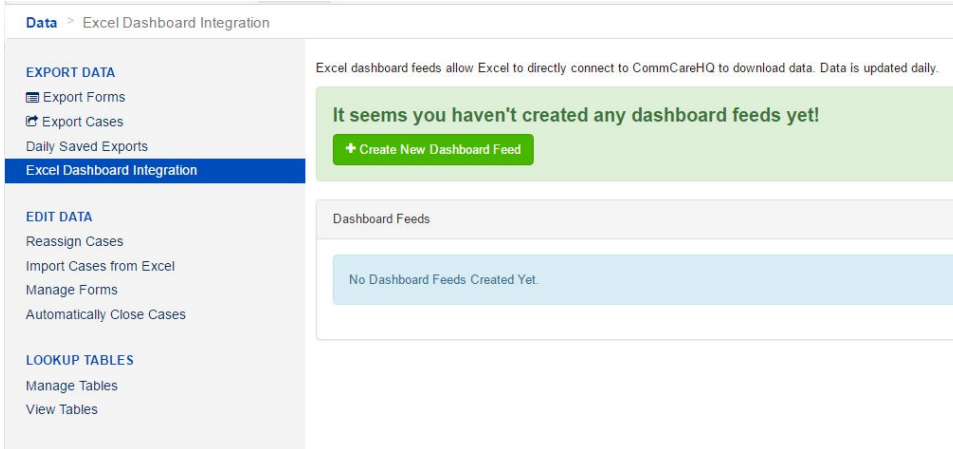 Data > Excel Dashboard Integration
EXPORT DATA
Export Forms
Export Cases
Daily Saved Exports
Excel Dashboard Integration
EDIT DATA
Reassign Cases
Import Cases from Excel
Manage Forms
Automatically Close Cases
LOOKUP TABLES
Manage Tables
View Tables
Excel dashboard feeds allow Excel to directly connect to CommCareHQ to download data. Data is updated daily.
It seems you haven't created any dashboard feeds yet!
+ Create New Dashboard Feed
Dashboard Feeds
No Dashboard Feeds Created Yet.